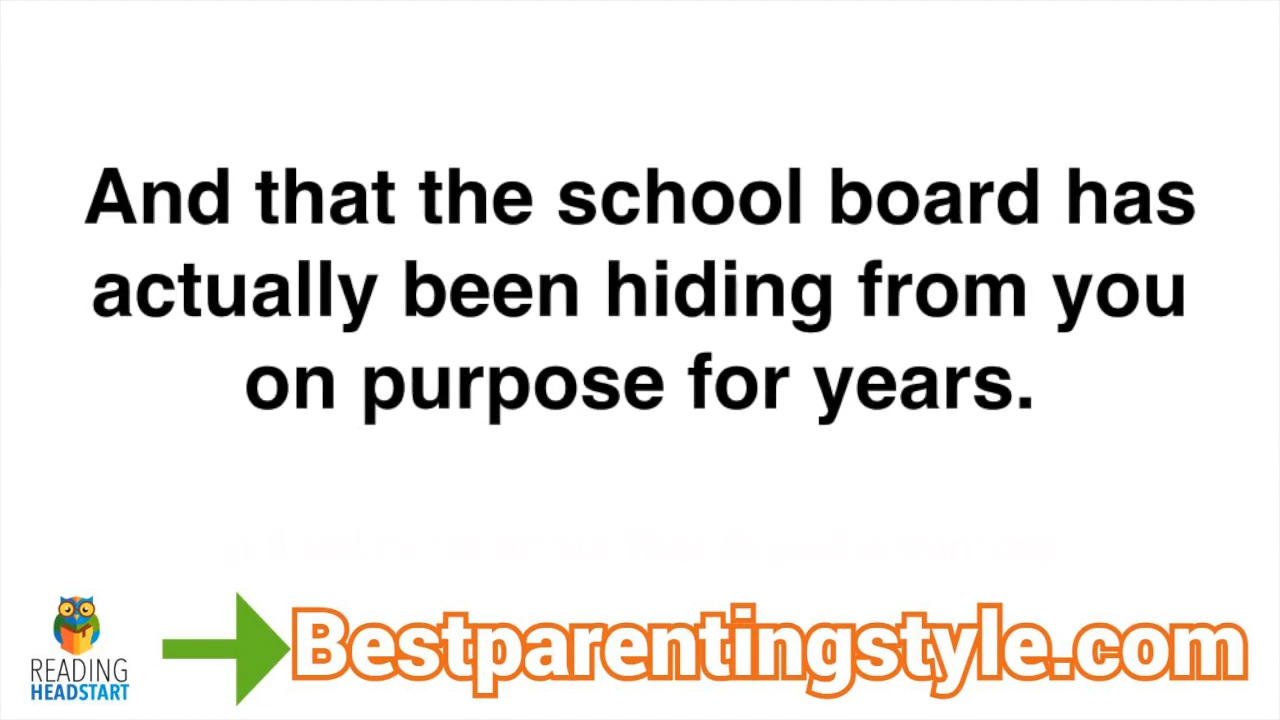 And that the school board has
actually been hiding from you
on purpose for years.
READING
HEADSTART
Bestparentingstyle.com